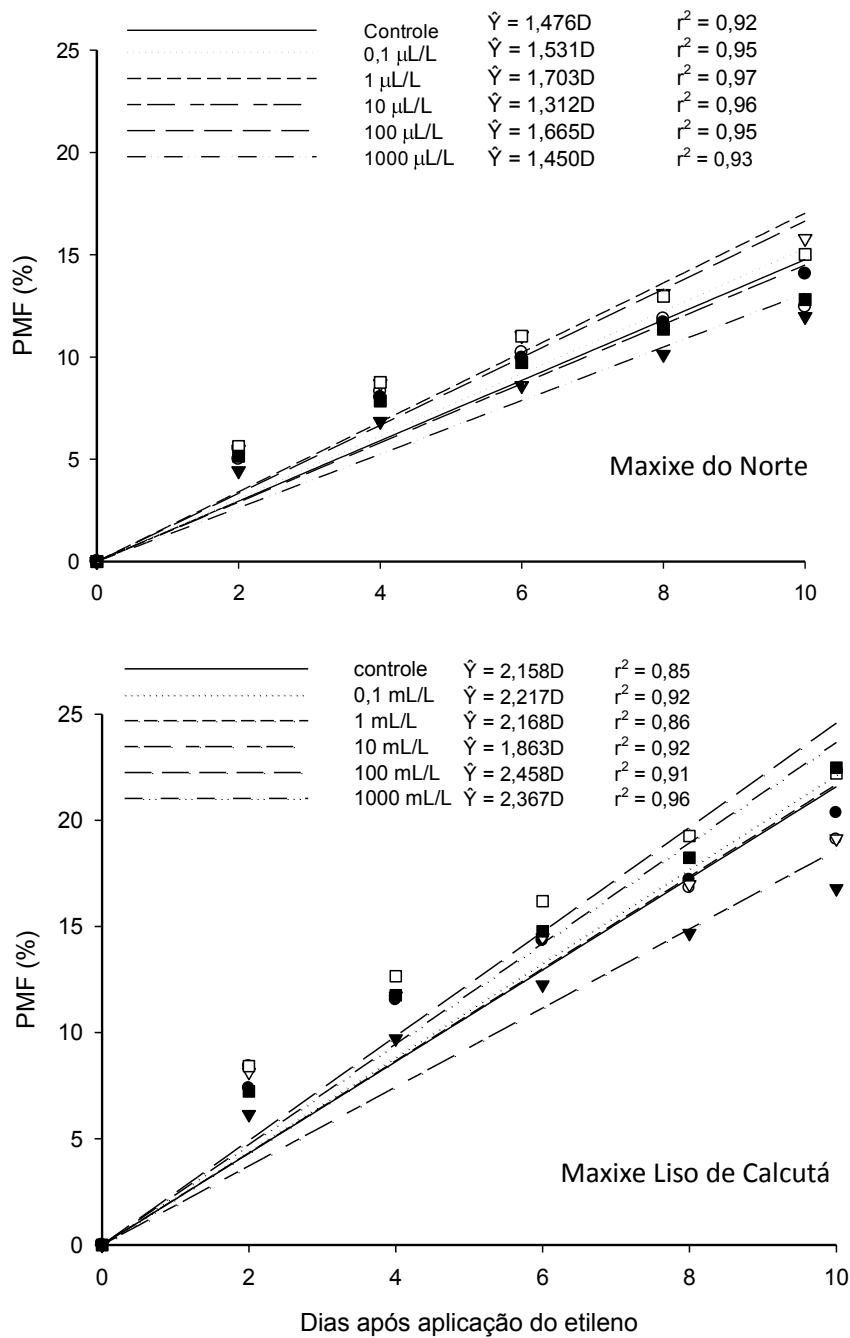 Controle Ŷ = 1,476D r² = 0,92
0,1 μL/L Ŷ = 1,531D r² = 0,95
1 μL/L Ŷ = 1,703D r² = 0,97
10 μL/L Ŷ = 1,312D r² = 0,96
100 μL/L Ŷ = 1,665D r² = 0,95
1000 μL/L Ŷ = 1,450D r² = 0,93
25
20
15
10
5
0
PMF (%)
Maxixe do Norte
0 2 4 6 8 10
controle Ŷ = 2,158D r² = 0,85
0,1 mL/L Ŷ = 2,217D r² = 0,92
1 mL/L Ŷ = 2,168D r² = 0,86
10 mL/L Ŷ = 1,863D r² = 0,92
100 mL/L Ŷ = 2,458D r² = 0,91
1000 mL/L Ŷ = 2,367D r² = 0,96
25
20
15
10
5
0
PMF (%)
Maxixe Liso de Calcutá
0 2 4 6 8 10
Dias após aplicação do etileno